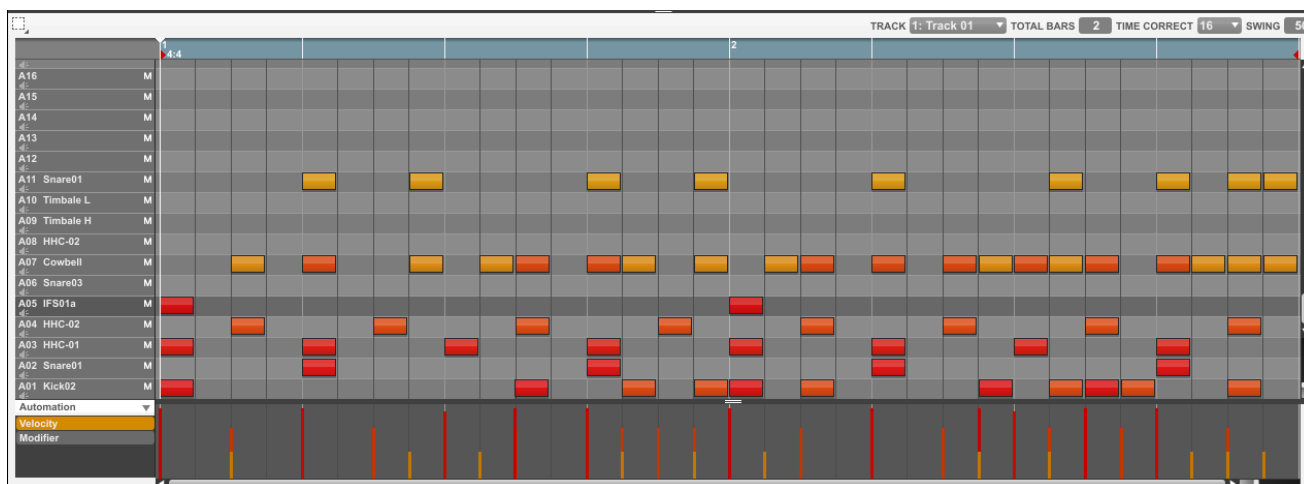 TRACK 1: Track 01 TOTAL BARS 2 TIME CORRECT 16 SWING 50
1 2
4:4
A16 M
A15 M
A14 M
A13 M
A12 M
A11 Snare01 M
A10 Timbale L M
A09 Timbale H M
A08 HHC-02 M
A07 Cowbell M
A06 Snare03 M
A05 IFS01a M
A04 HHC-02 M
A03 HHC-01 M
A02 Snare01 M
A01 Kick02 M
Automation
Velocity
Modifier